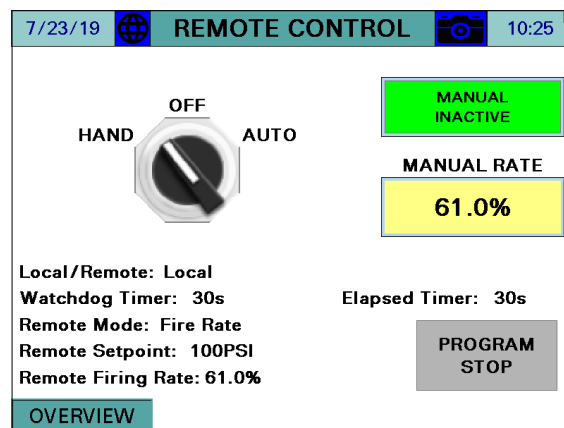 7/23/19 REMOTE CONTROL 10:25
OFF
HAND AUTO
MANUAL
INACTIVE
MANUAL RATE
61.0%
Local/Remote: Local
Watchdog Timer: 30s Elapsed Timer: 30s
Remote Mode: Fire Rate
Remote Setpoint: 100PSI
Remote Firing Rate: 61.0%
PROGRAM
STOP
OVERVIEW